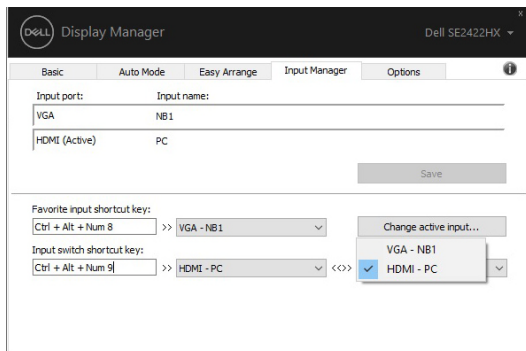 x
DELL Display Manager Dell SE2422HX
Basic Auto Mode Easy Arrange Input Manager Options i
Input port: Input name:
VGA NB1
HDMI (Active) PC
Save
Favorite input shortcut key:
Ctrl + Alt + Num 8 >> VGA - NB1 Change active input...
Input switch shortcut key:
VGA - NB1
Ctrl + Alt + Num 9 >> HDMI - PC <<>> HDMI - PC